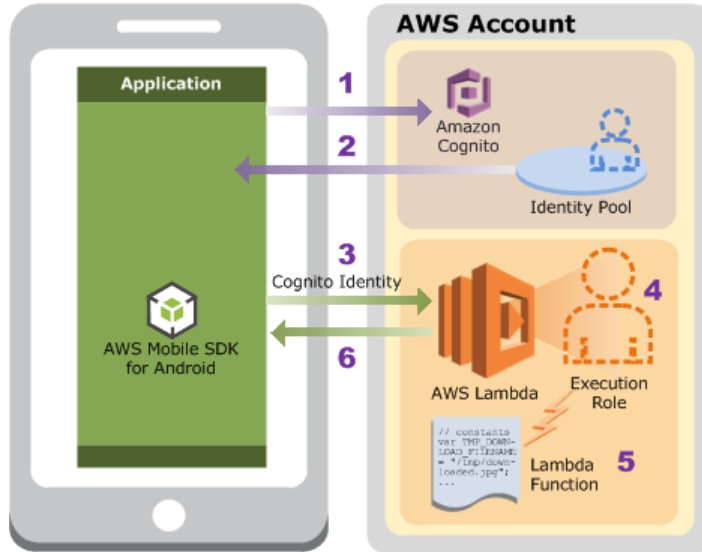 AWS Account
Application
1
Amazon
Cognito
2
Identity Pool
3
Cognito Identity
4
6
AWS Mobile SDK
for Android
AWS Lambda
Execution
Role
// constants
var TMP_DOWN-
LOAD_FILENAME
= "/tmp/down-
loaded.jpg";
...
Lambda
Function
5